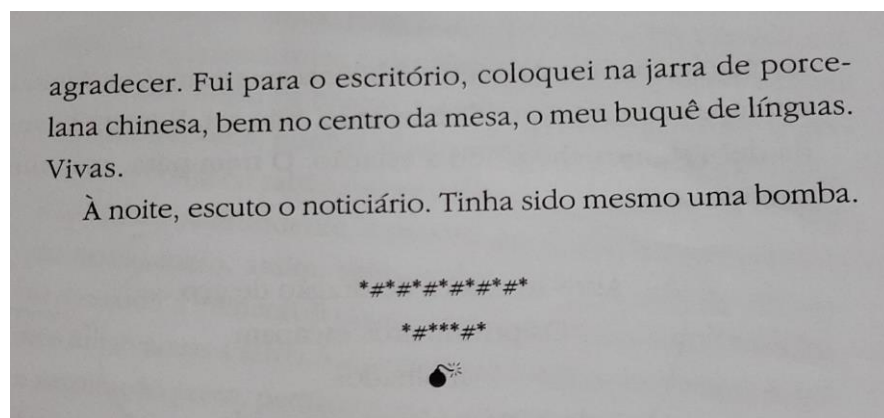 agradecer. Fui para o escritório, coloquei na jarra de porce-
lana chinesa, bem no centro da mesa, o meu buquê de línguas.
Vivas.
À noite, escuto o noticiário. Tinha sido mesmo uma bomba.
*#*#*#*#*#*#*
*#***#*
💣